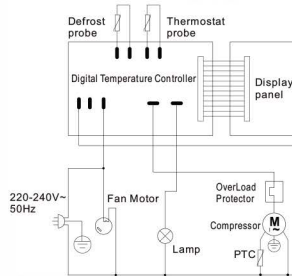 Defrost
probe
Thermostat
probe
Digital Temperature Controller
Display
panel
220-240V~
50Hz
Fan Motor
Lamp
OverLoad
Protector
Compressor
M
~
PTC